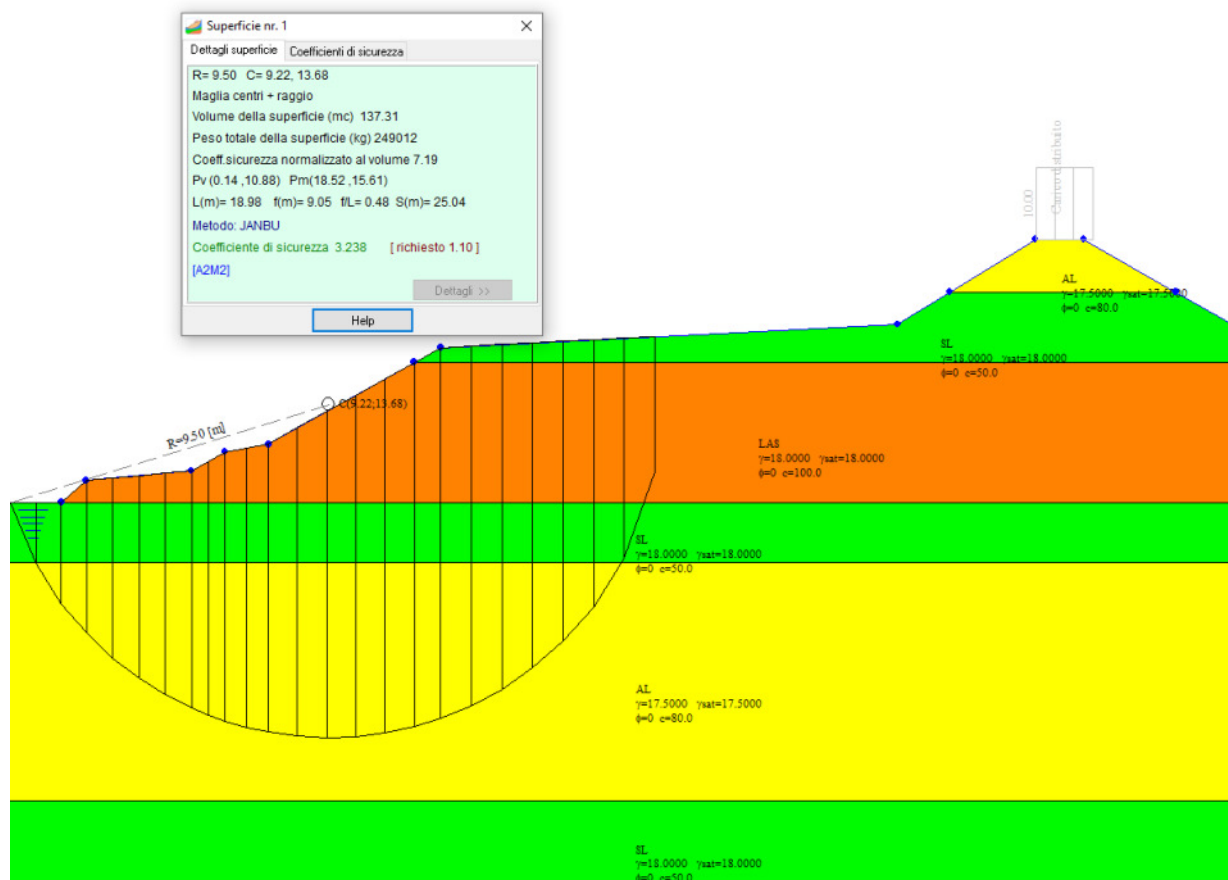 Superficie nr. 1
Dettagli superficie Coefficienti di sicurezza
R= 9.50 C= 9.22, 13.68
Maglia centri + raggio
Volume della superficie (mc) 137.31
Peso totale della superficie (kg) 249012
Coeff.sicurezza normalizzato al volume 7.19
Pv (0.14 ,10.88) Pm(18.52 ,15.61)
L(m)= 18.98 f(m)= 9.05 f/L= 0.48 S(m)= 25.04
Metodo: JANBU
Coefficiente di sicurezza 3.238 [ richiesto 1.10 ]
[A2M2]
Dettagli >>
Help
10.00
Carico distribuito
AL
γ=17.5000 γsat=17.5000
ϕ=0 c=80.0
SL
γ=18.0000 γsat=18.0000
ϕ=0 c=50.0
C(9.22;13.68)
R=9.50 [m]
LAS
γ=18.0000 γsat=18.0000
ϕ=0 c=100.0
SL
γ=18.0000 γsat=18.0000
ϕ=0 c=50.0
AL
γ=17.5000 γsat=17.5000
ϕ=0 c=80.0
SL
γ=18.0000 γsat=18.0000
ϕ=0 c=50.0